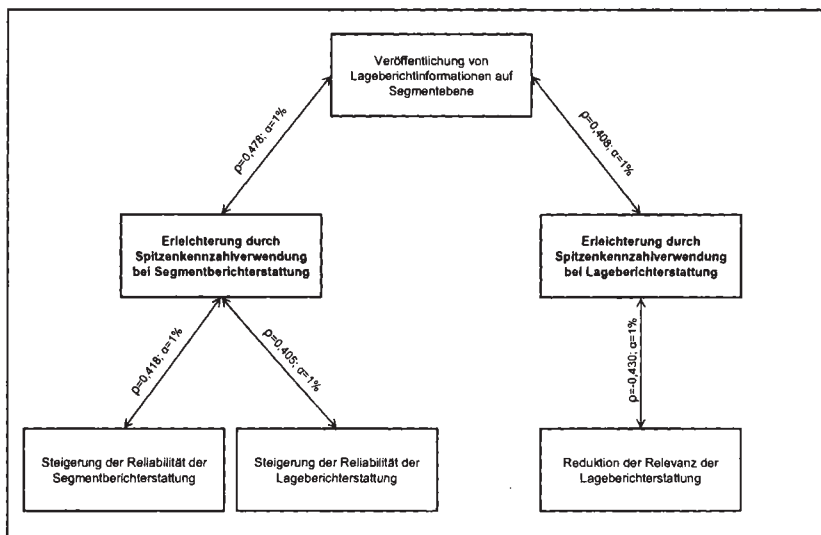 Veröffentlichung von
Lageberichtinformationen auf
Segmentebene
ρ=0,478; α=1%
ρ=0,408; α=1%
Erleichterung durch
Spitzenkennzahlverwendung
bei Segmentberichterstattung
Erleichterung durch
Spitzenkennzahlverwendung
bei Lageberichterstattung
ρ=0,418; α=1%
ρ=0,405; α=1%
ρ=-0,430; α=1%
Steigerung der Reliabilität der
Segmentberichterstattung
Steigerung der Reliabilität der
Lageberichterstattung
Reduktion der Relevanz der
Lageberichterstattung